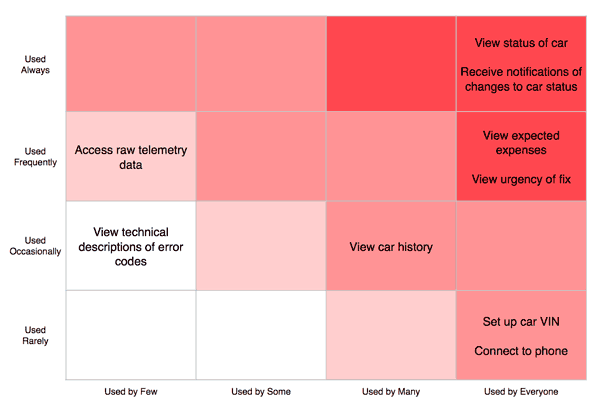 Used
Always
View status of car
Receive notifications of
changes to car status
Used
Frequently
Access raw telemetry
data
View expected
expenses
View urgency of fix
Used
Occasionally
View technical
descriptions of error
codes
View car history
Used
Rarely
Set up car VIN
Connect to phone
Used by Few
Used by Some
Used by Many
Used by Everyone